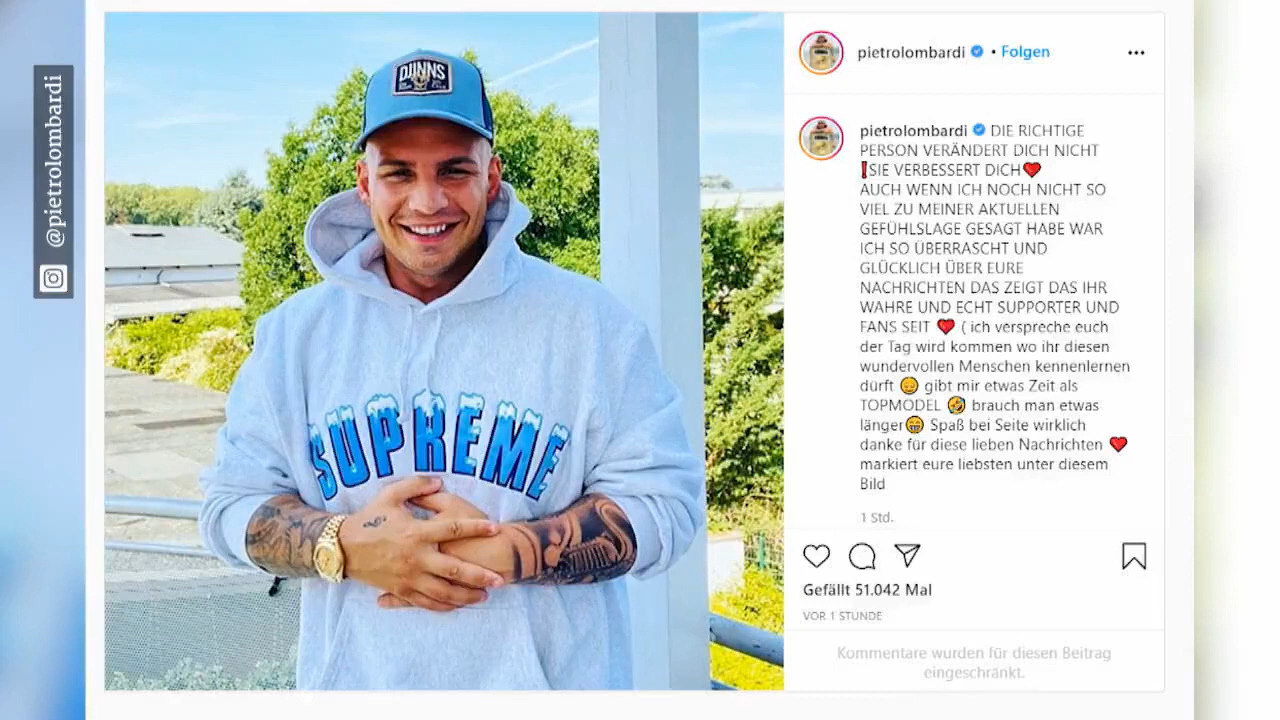 @pietrolombardi
DJINNS
SUPREME
pietrolombardi • Folgen
pietrolombardi DIE RICHTIGE
PERSON VERÄNDERT DICH NICHT
❗SIE VERBESSERT DICH❤️
AUCH WENN ICH NOCH NICHT SO
VIEL ZU MEINER AKTUELLEN
GEFÜHLSLAGE GESAGT HABE WAR
ICH SO ÜBERRASCHT UND
GLÜCKLICH ÜBER EURE
NACHRICHTEN DAS ZEIGT DAS IHR
WAHRE UND ECHT SUPPORTER UND
FANS SEIT ❤️ ( ich verspreche euch
der Tag wird kommen wo ihr diesen
wundervollen Menschen kennenlernen
dürft 😞 gibt mir etwas Zeit als
TOPMODEL 🤣 brauch man etwas
länger😁 Spaß bei Seite wirklich
danke für diese lieben Nachrichten ❤️
markiert eure liebsten unter diesem
Bild
1 Std.
Gefällt 51.042 Mal
VOR 1 STUNDE
Kommentare wurden für diesen Beitrag
eingeschränkt.